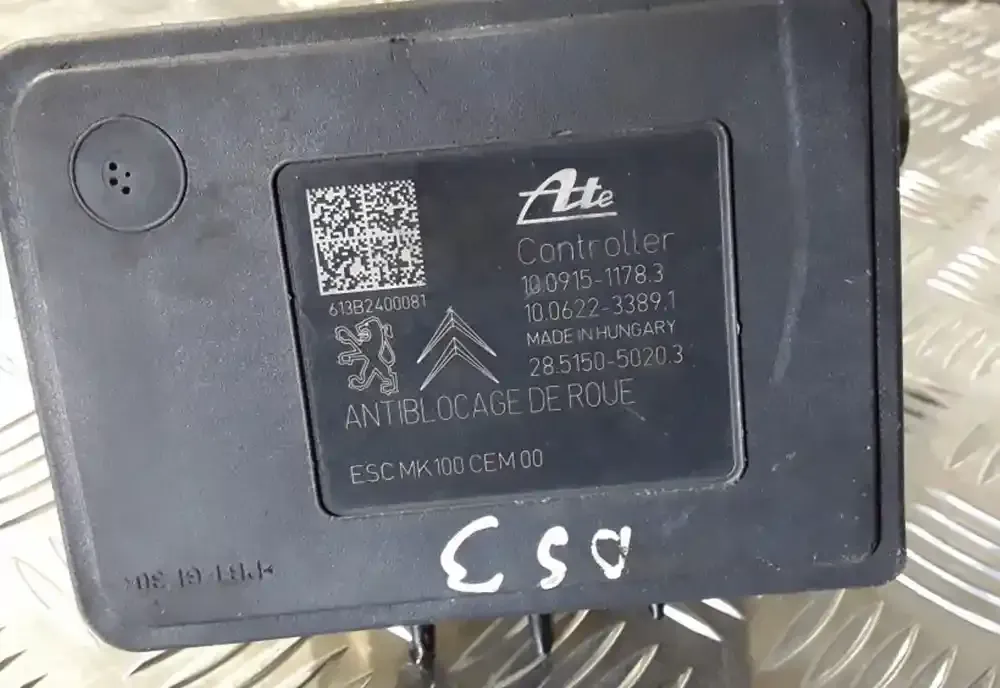 Ate
Controller
10.0915-1178.3
10.0622-3389.1
MADE IN HUNGARY
28.5150-5020.3
613B2400081
ANTIBLOCAGE DE ROUE
ESC MK100 CEM 00
DS3